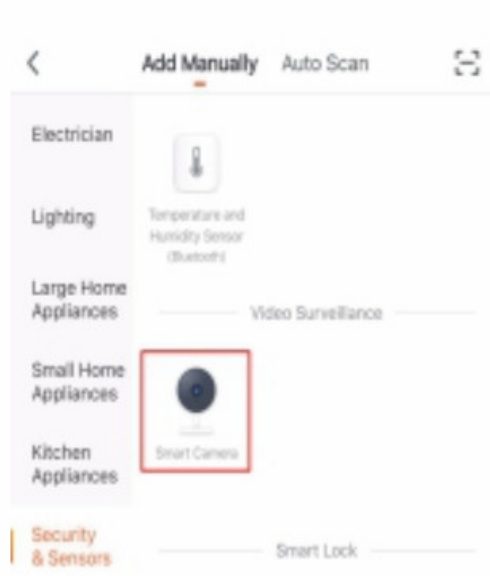 Add Manually Auto Scan
Electrician
Lighting
Temperature and
Humidity Sensor
(Bluetooth)
Large Home
Appliances
Video Surveillance
Small Home
Appliances
Smart Camera
Kitchen
Appliances
Security
& Sensors
Smart Lock